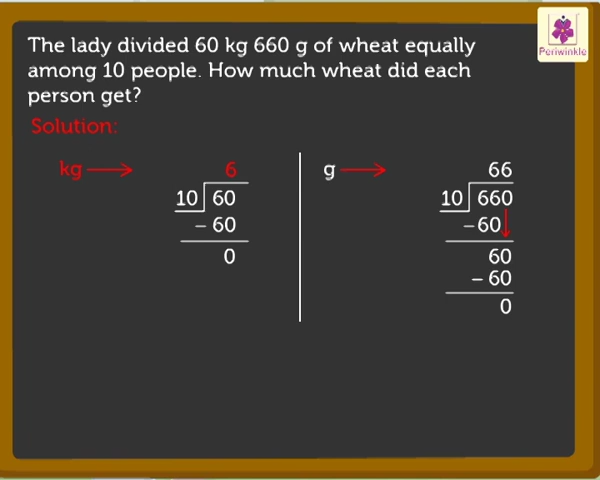 The lady divided 60 kg 660 g of wheat equally
Periwinkle
among 10 people. How much wheat did each
person get?
Solution:
kg → 6
10 60
– 60
0
g → 66
10 660
– 60↓
60
– 60
0